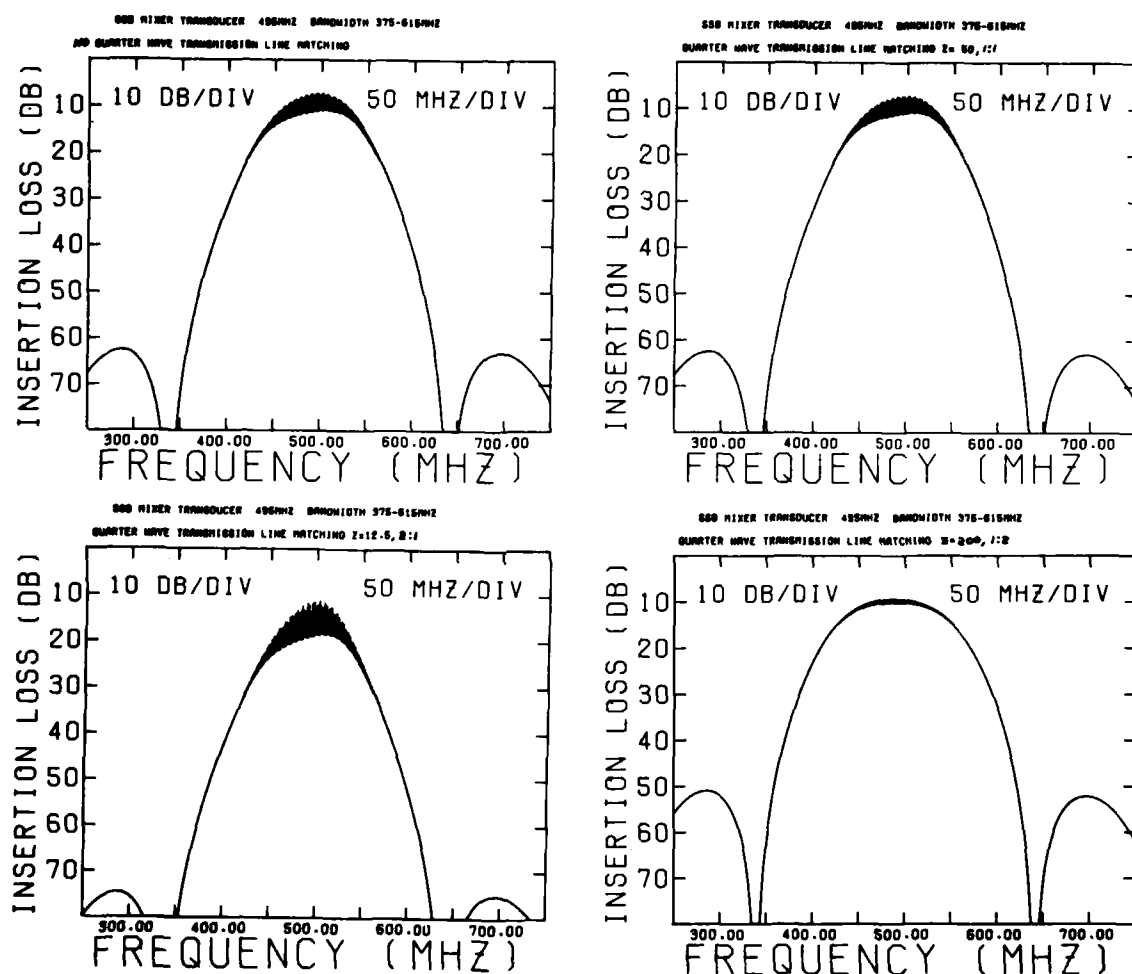 SSB MIXER TRANSDUCER 495MHZ BANDWIDTH 375-615MHZ
NO QUARTER WAVE TRANSMISSION LINE MATCHING
10 DB/DIV 50 MHZ/DIV
INSERTION LOSS (DB)
10
20
30
40
50
60
70
300.00 400.00 500.00 600.00 700.00
FREQUENCY (MHZ)
SSB MIXER TRANSDUCER 495MHZ BANDWIDTH 375-615MHZ
QUARTER WAVE TRANSMISSION LINE MATCHING Z= 50, 1:1
10 DB/DIV 50 MHZ/DIV
INSERTION LOSS (DB)
10
20
30
40
50
60
70
300.00 400.00 500.00 600.00 700.00
FREQUENCY (MHZ)
SSB MIXER TRANSDUCER 495MHZ BANDWIDTH 375-615MHZ
QUARTER WAVE TRANSMISSION LINE MATCHING Z=12.5, 2:1
10 DB/DIV 50 MHZ/DIV
INSERTION LOSS (DB)
10
20
30
40
50
60
70
300.00 400.00 500.00 600.00 700.00
FREQUENCY (MHZ)
SSB MIXER TRANSDUCER 495MHZ BANDWIDTH 375-615MHZ
QUARTER WAVE TRANSMISSION LINE MATCHING Z=200, 1:2
10 DB/DIV 50 MHZ/DIV
INSERTION LOSS (DB)
10
20
30
40
50
60
70
300.00 400.00 500.00 600.00 700.00
FREQUENCY (MHZ)